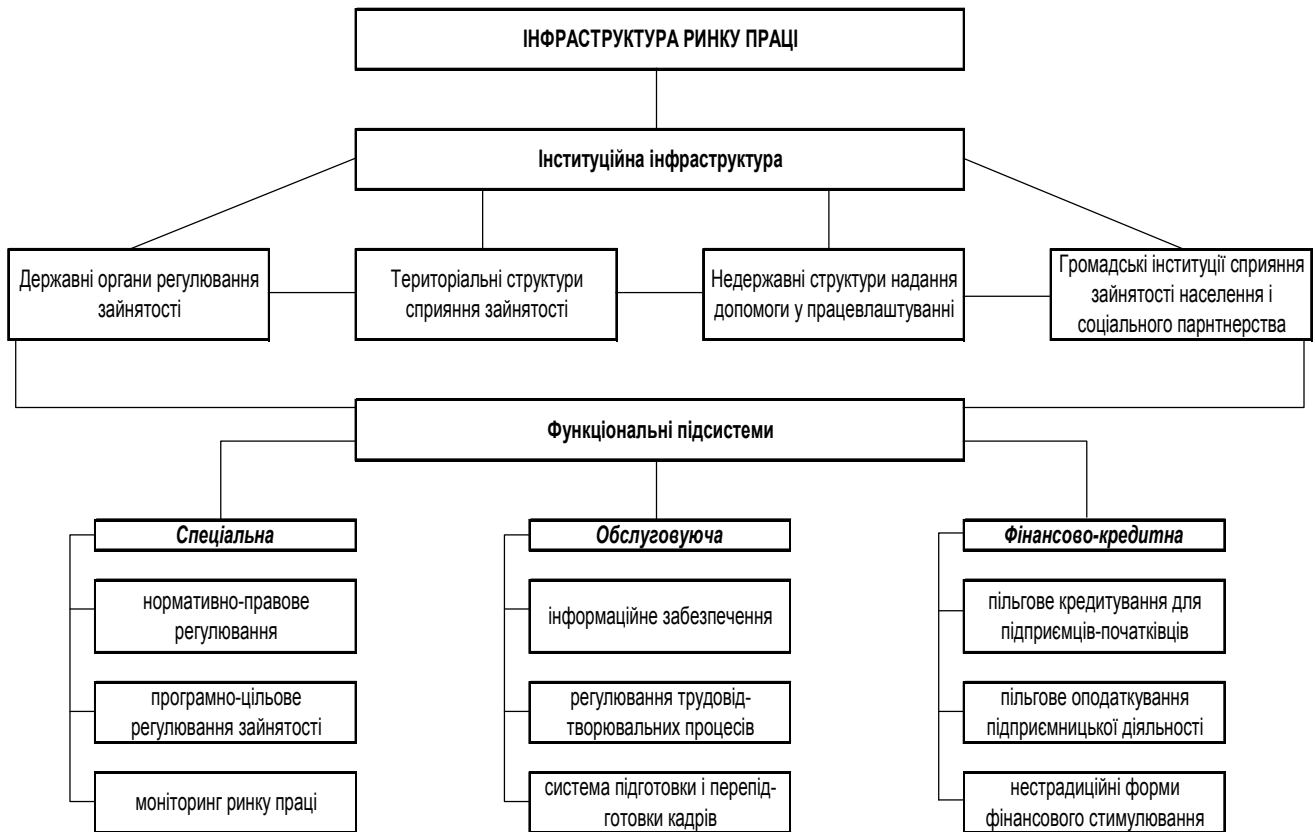 ІНФРАСТРУКТУРА РИНКУ ПРАЦІ
Інституційна інфраструктура
Державні органи регулювання
зайнятості
Територіальні структури
сприяння зайнятості
Недержавні структури надання
допомоги у працевлаштуванні
Громадські інституції сприяння
зайнятості населення і
соціального парнтнерства
Функціональні підсистеми
Спеціальна
нормативно-правове
регулювання
програмно-цільове
регулювання зайнятості
моніторинг ринку праці
Обслуговуюча
інформаційне забезпечення
регулювання трудовід-
творювальних процесів
система підготовки і перепід-
готовки кадрів
Фінансово-кредитна
пільгове кредитування для
підприємців-початківців
пільгове оподаткування
підприємницької діяльності
нестрадиційні форми
фінансового стимулювання